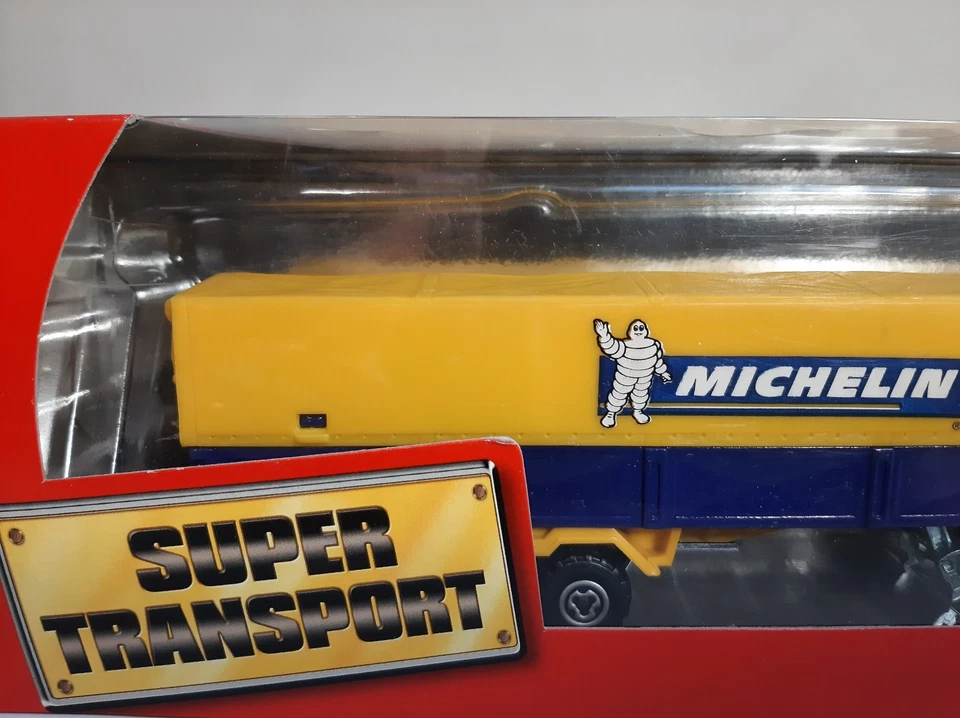 MICHELIN
®
SUPER
TRANSPORT